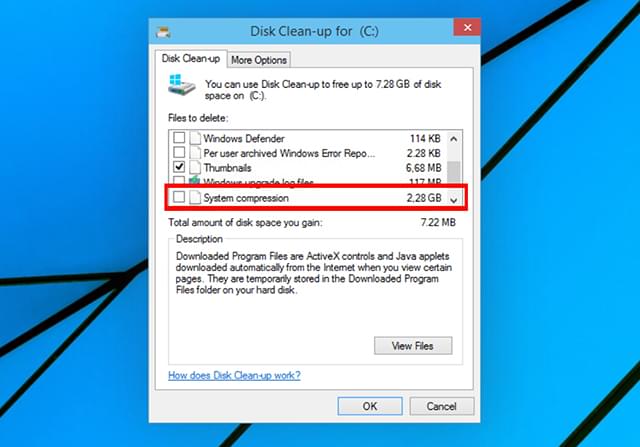 Disk Clean-up for (C:)
Disk Clean-up More Options
You can use Disk Clean-up to free up to 7.28 GB of disk
space on (C:).
Files to delete:
Windows Defender 114 KB
Per user archived Windows Error Repo... 2.28 KB
Thumbnails 6,68 MB
Windows upgrade log files 117 MB
System compression 2,28 GB
Total amount of disk space you gain: 7.22 MB
Description
Downloaded Program Files are ActiveX controls and Java applets
downloaded automatically from the Internet when you view certain
pages. They are temporarily stored in the Downloaded Program
Files folder on your hard disk.
View Files
How does Disk Clean-up work?
OK Cancel